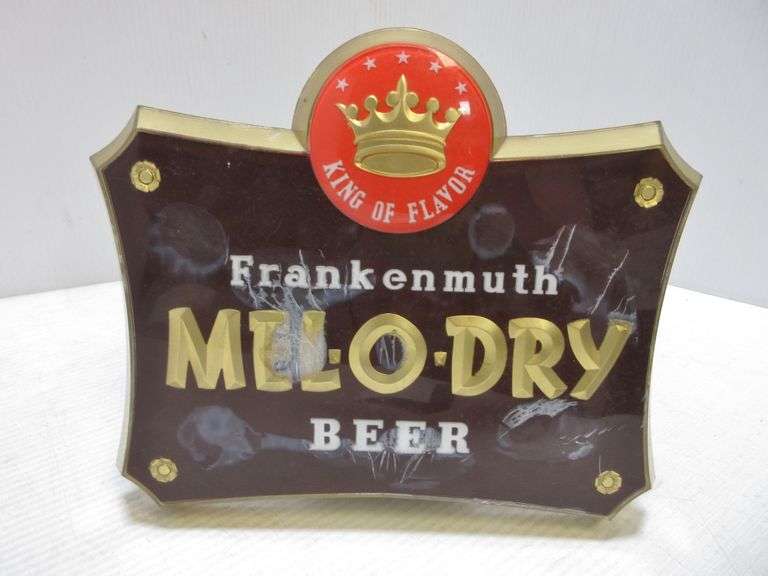 KING OF FLAVOR
Frankenmuth
MEL·O·DRY
BEER